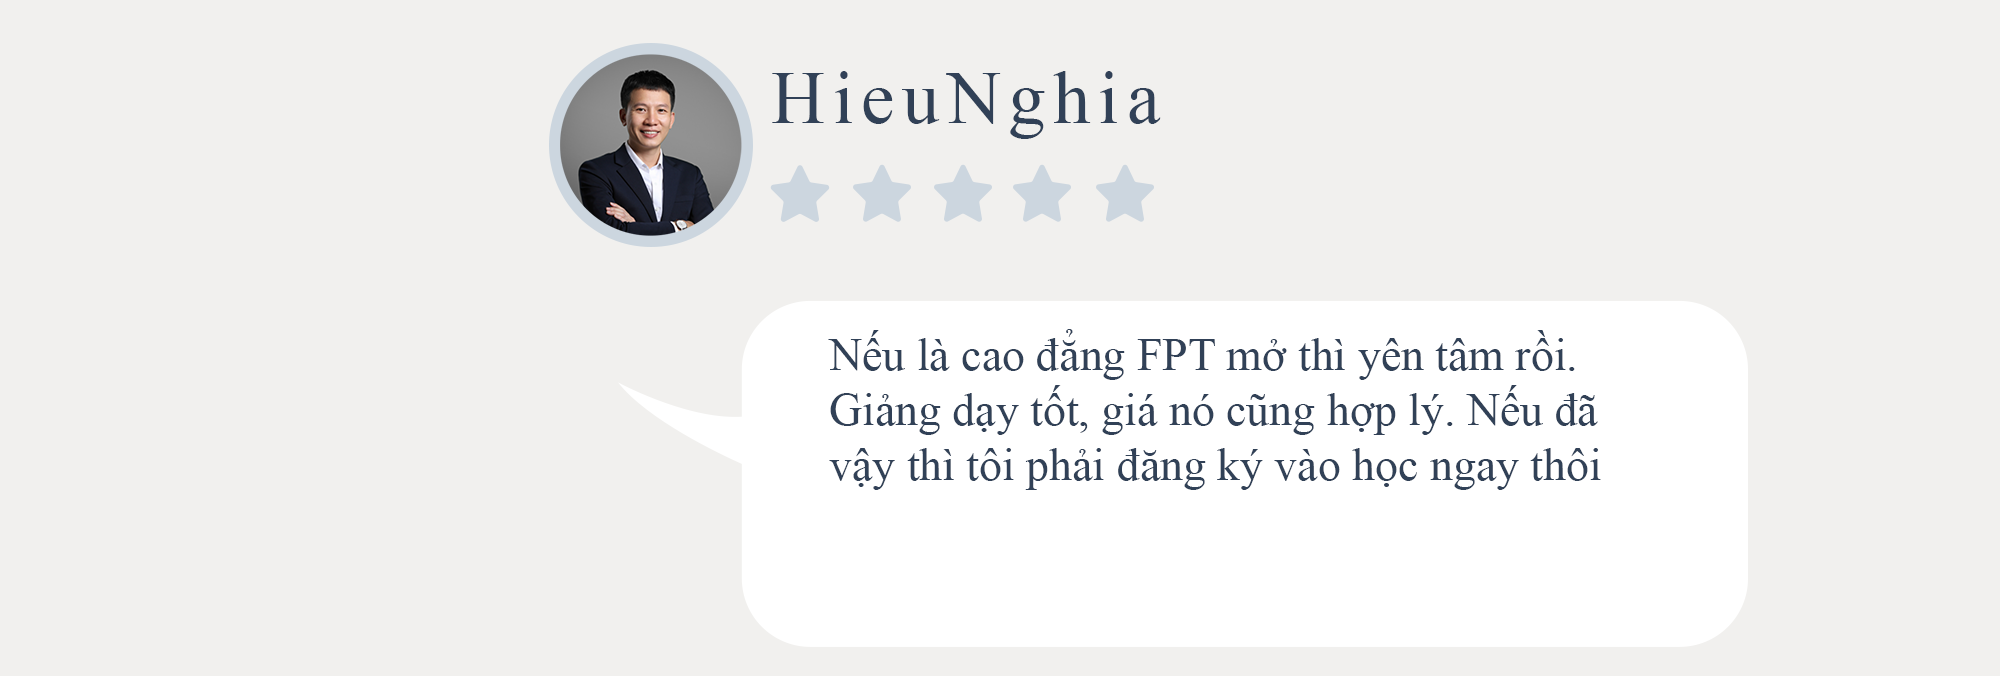 HieuNghia
Nếu là cao đẳng FPT mở thì yên tâm rồi.
Giảng dạy tốt, giá nó cũng hợp lý. Nếu đã
vậy thì tôi phải đăng ký vào học ngay thôi